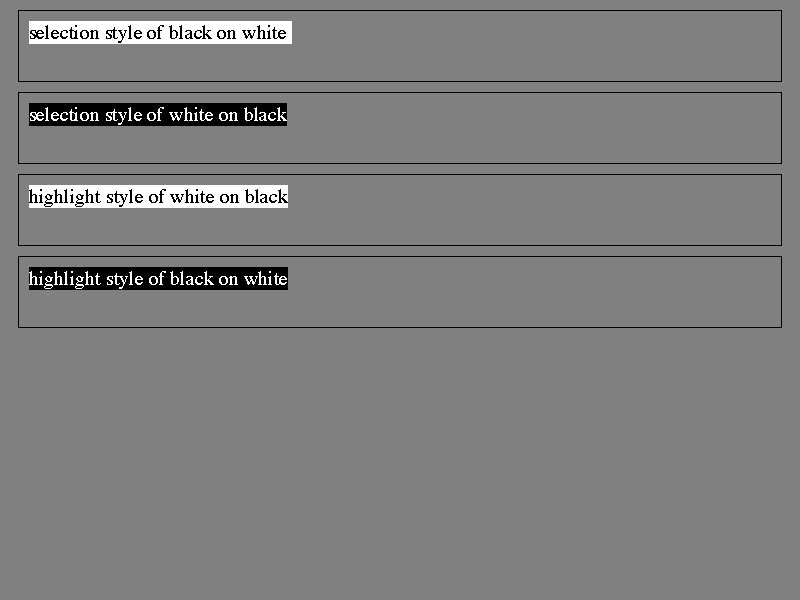 selection style of black on white
selection style of white on black
highlight style of white on black
highlight style of black on white